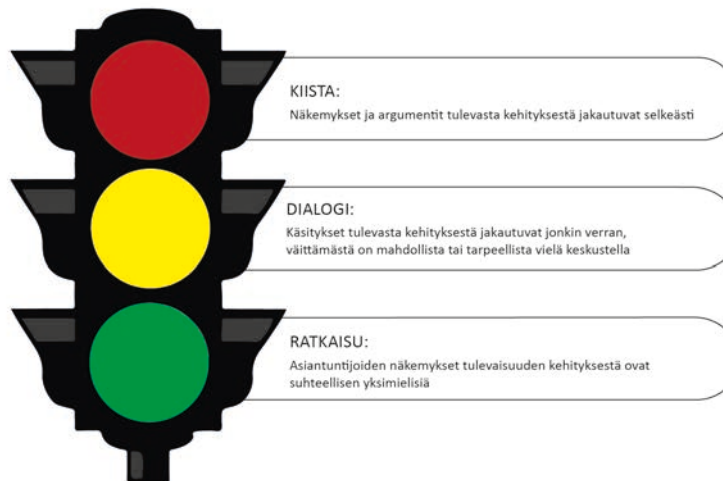 KIISTA:
Näkemykset ja argumentit tulevasta kehityksestä jakautuvat selkeästi
DIALOGI:
Käsitykset tulevasta kehityksestä jakautuvat jonkin verran,
väittämästä on mahdollista tai tarpeellista vielä keskustella
RATKAISU:
Asiantuntijoiden näkemykset tulevaisuuden kehityksestä ovat
suhteellisen yksimielisiä